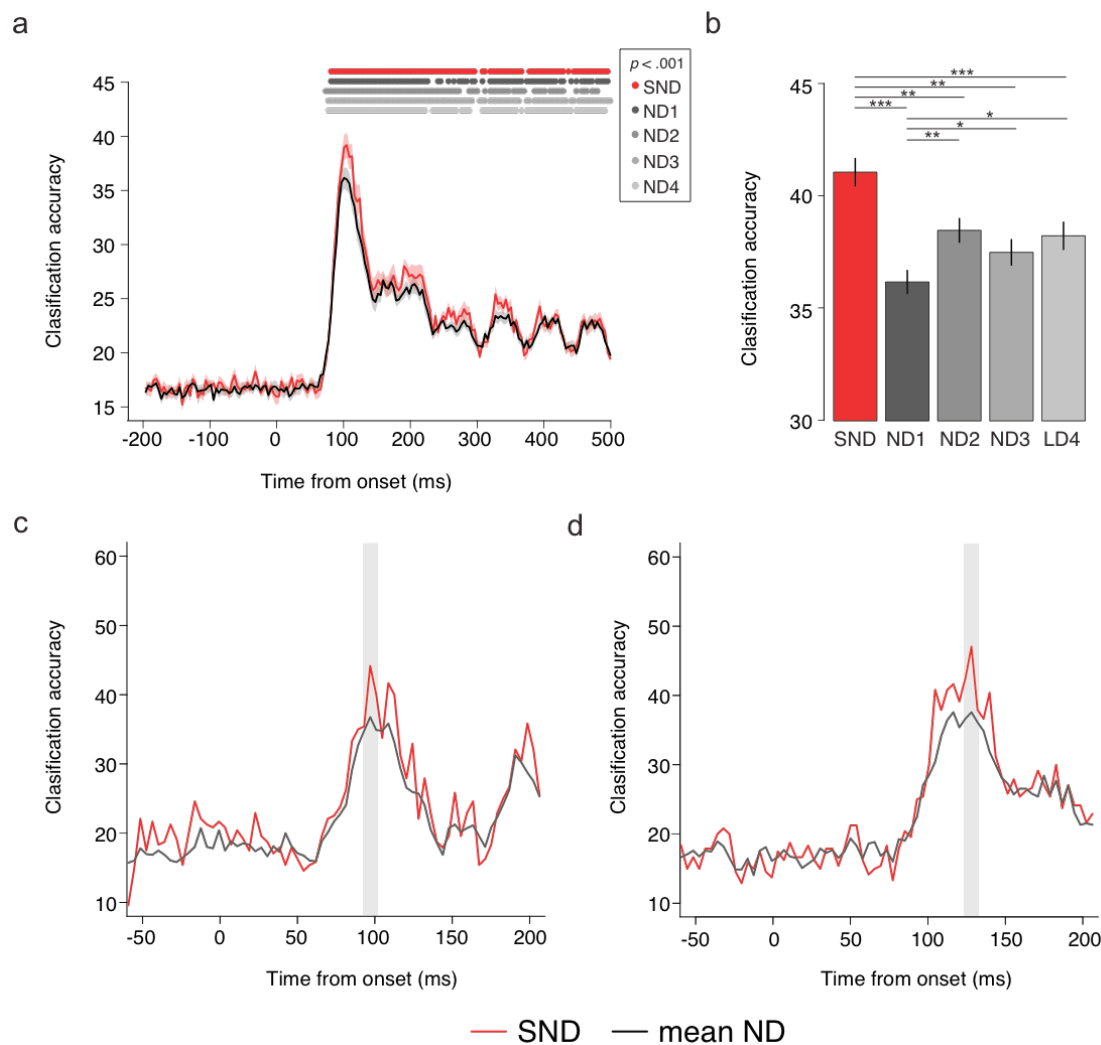 a
b
45
40
35
30
25
20
15
Clasification accuracy
-200 -100 0 100 200 300 400 500
Time from onset (ms)
p < .001
SND
ND1
ND2
ND3
ND4
45
40
35
30
Clasification accuracy
***
**
**
***
*
*
**
SND ND1 ND2 ND3 LD4
c
d
60
50
40
30
20
10
Clasification accuracy
-50 0 50 100 150 200
Time from onset (ms)
60
50
40
30
20
10
Clasification accuracy
-50 0 50 100 150 200
Time from onset (ms)
SND mean ND